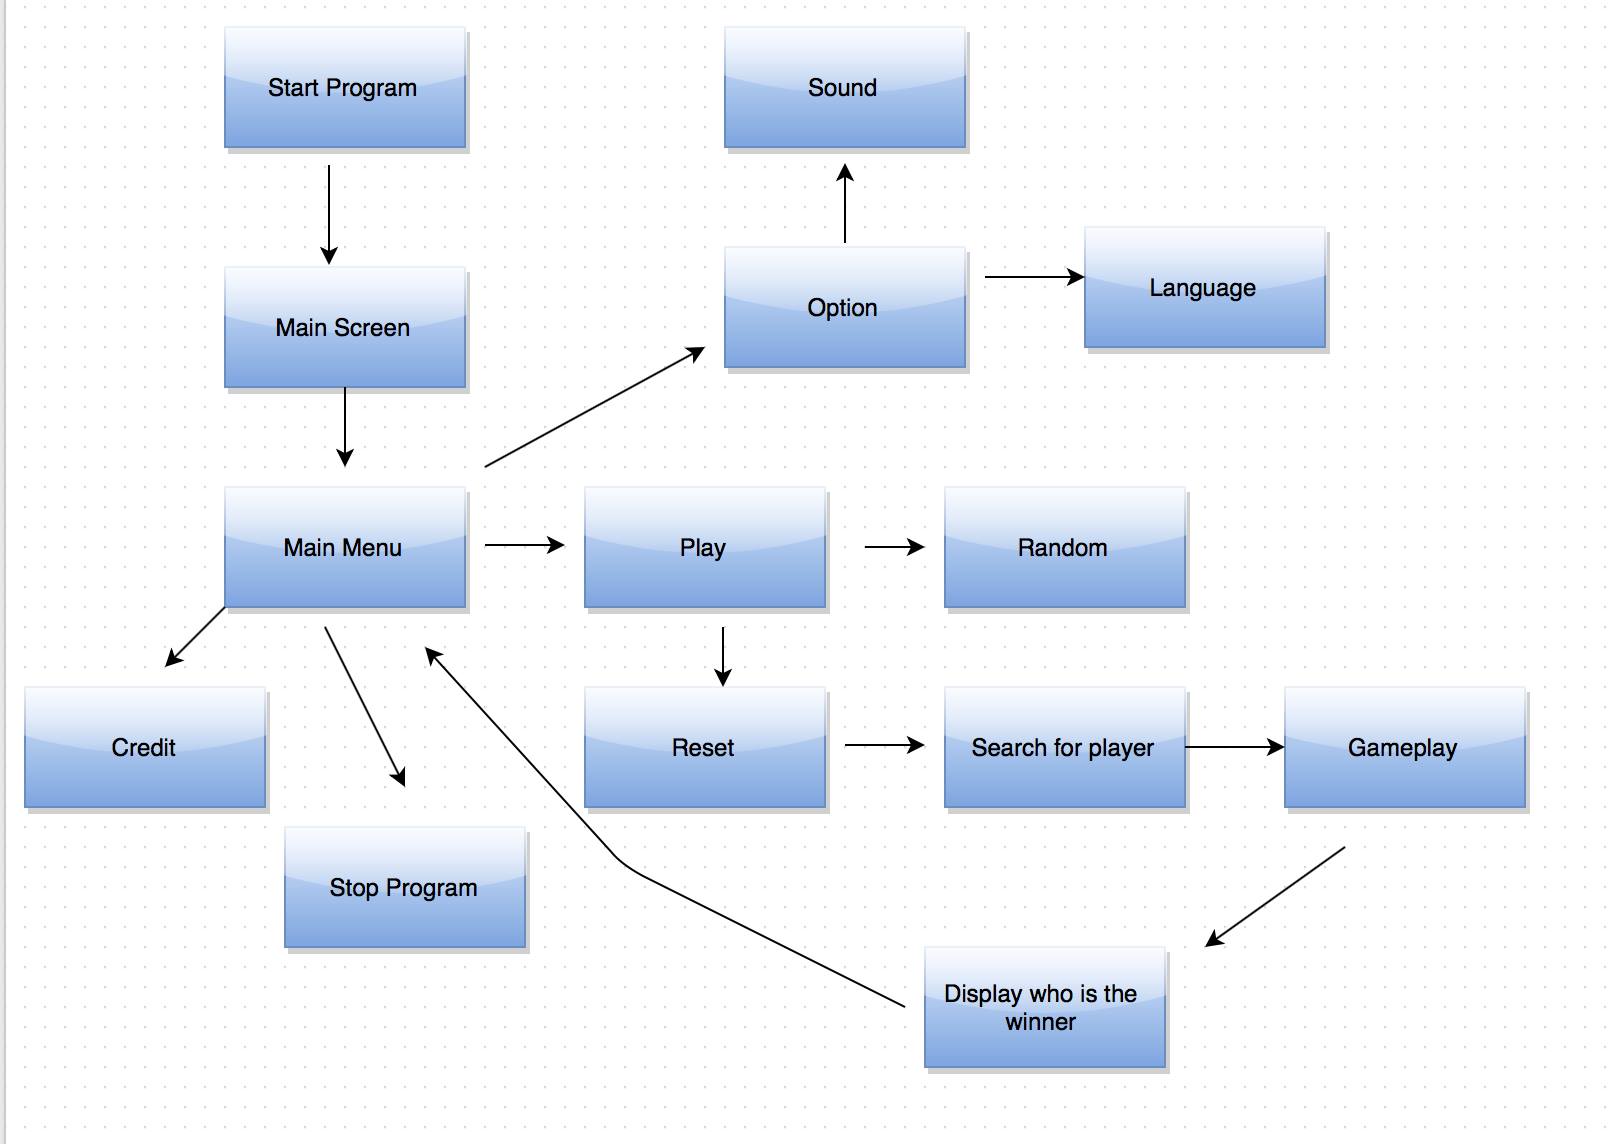 Start Program
Sound
Main Screen
Option
Language
Main Menu
Play
Random
Credit
Reset
Search for player
Gameplay
Stop Program
Display who is the
winner